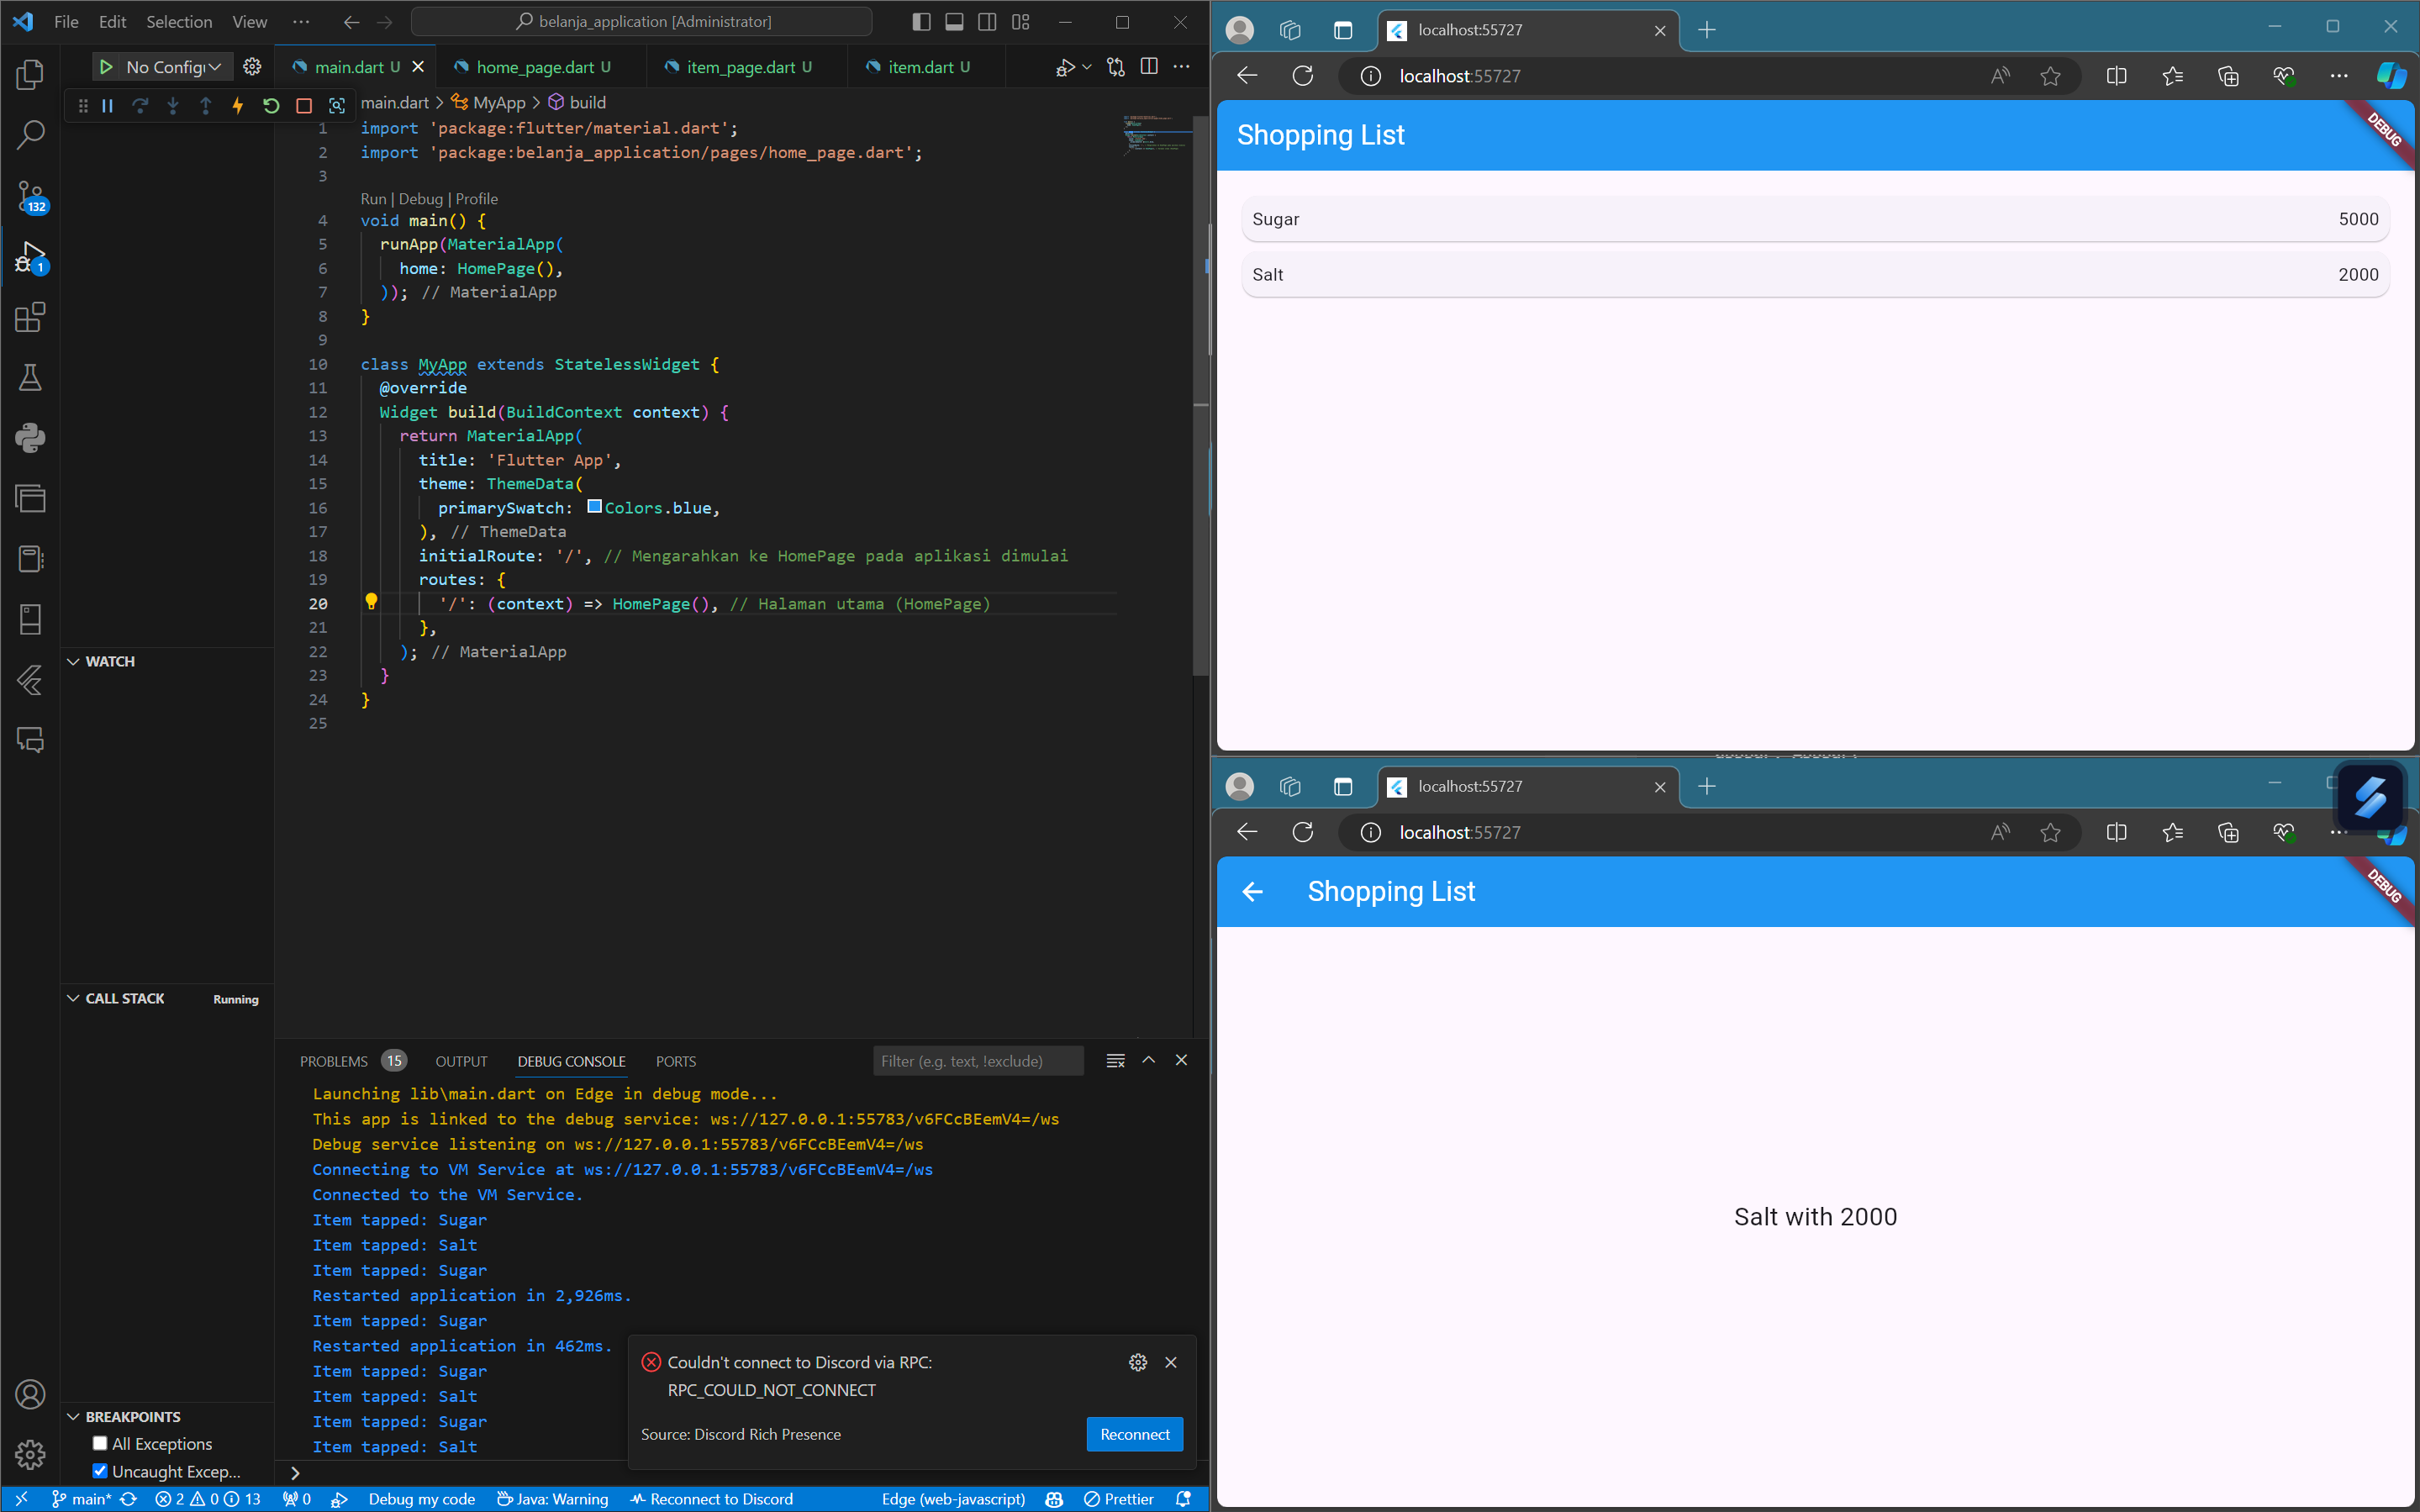 File Edit Selection View ··· belanja_application [Administrator]
No Config
main.dart U
home_page.dart U
item_page.dart U
item.dart U
main.dart > MyApp > build
1 import 'package:flutter/material.dart';
2 import 'package:belanja_application/pages/home_page.dart';
3
Run | Debug | Profile
4 void main() {
5 runApp(MaterialApp(
6 home: HomePage(),
7 )); // MaterialApp
8 }
9
10 class MyApp extends StatelessWidget {
11 @override
12 Widget build(BuildContext context) {
13 return MaterialApp(
14 title: 'Flutter App',
15 theme: ThemeData(
16 primarySwatch: Colors.blue,
17 ), // ThemeData
18 initialRoute: '/', // Mengarahkan ke HomePage pada aplikasi dimulai
19 routes: {
20 '/': (context) => HomePage(), // Halaman utama (HomePage)
21 },
22 ); // MaterialApp
23 }
24 }
25
132
1
WATCH
CALL STACK Running
BREAKPOINTS
All Exceptions
Uncaught Excep...
PROBLEMS 15 OUTPUT DEBUG CONSOLE PORTS Filter (e.g. text, !exclude)
Launching lib\main.dart on Edge in debug mode...
This app is linked to the debug service: ws://127.0.0.1:55783/v6FCcBEemV4=/ws
Debug service listening on ws://127.0.0.1:55783/v6FCcBEemV4=/ws
Connecting to VM Service at ws://127.0.0.1:55783/v6FCcBEemV4=/ws
Connected to the VM Service.
Item tapped: Sugar
Item tapped: Salt
Item tapped: Sugar
Restarted application in 2,926ms.
Item tapped: Sugar
Restarted application in 462ms.
Item tapped: Sugar
Item tapped: Salt
Item tapped: Sugar
Item tapped: Salt
Couldn't connect to Discord via RPC:
RPC_COULD_NOT_CONNECT
Source: Discord Rich Presence
Reconnect
main* 2 0 13 0 Debug my code Java: Warning Reconnect to Discord Edge (web-javascript) Prettier
localhost:55727
localhost:55727
Shopping List
DEBUG
Sugar 5000
Salt 2000
localhost:55727
localhost:55727
Shopping List
DEBUG
Salt with 2000